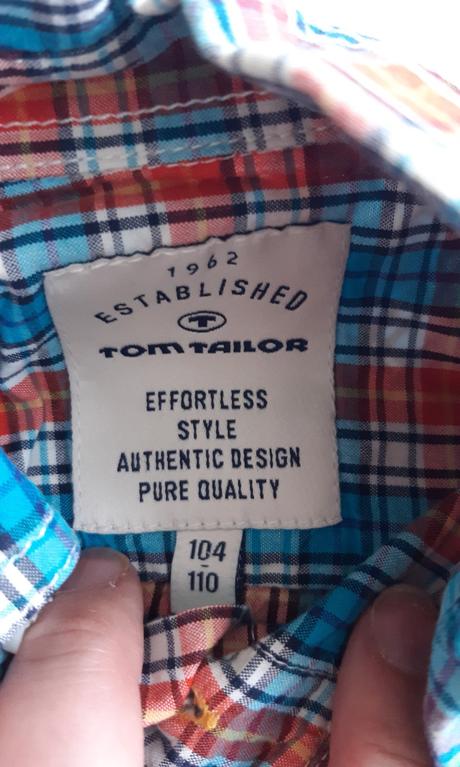 1962
ESTABLISHED
T
TOM TAILOR
EFFORTLESS
STYLE
AUTHENTIC DESIGN
PURE QUALITY
104
-
110